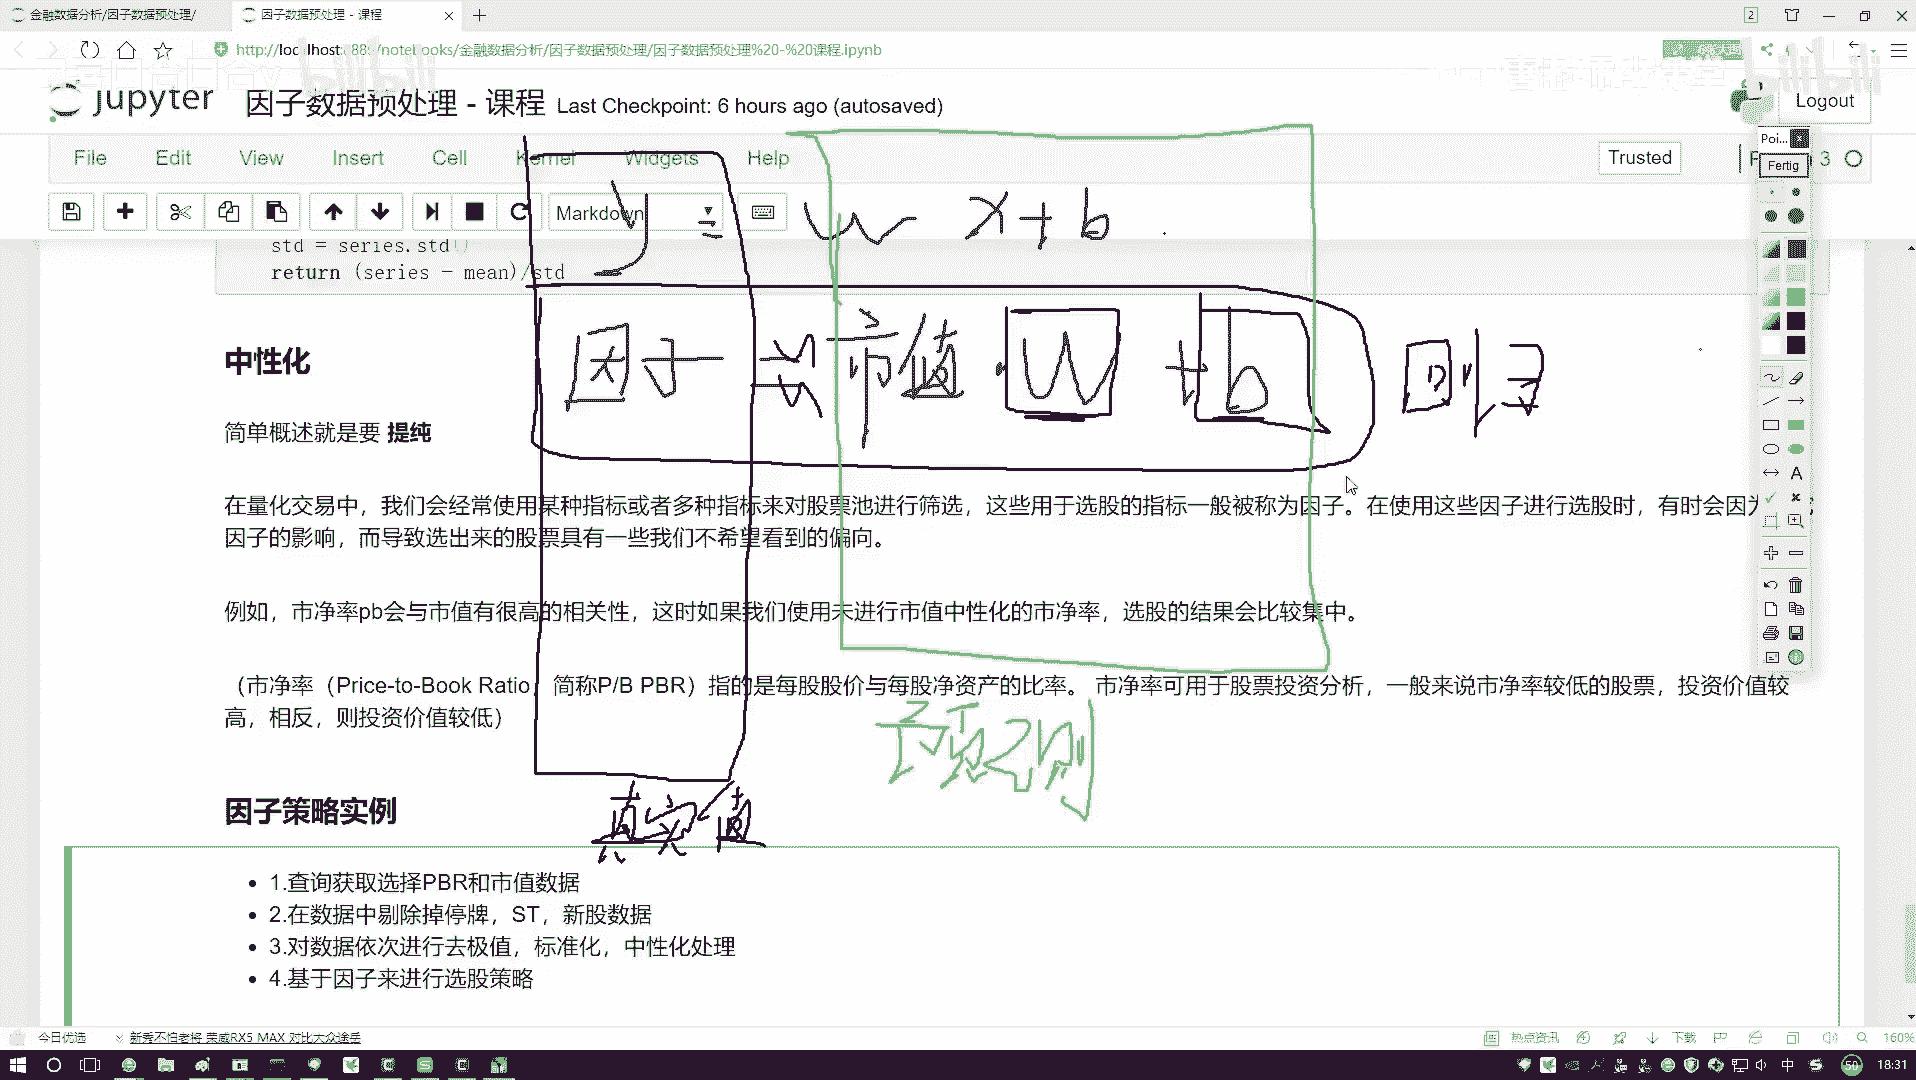 金融数据分析/因子数据预处理/
因子数据预处理 - 课程
2
http://localhost:888/notebooks/金融数据分析/因子数据预处理/因子数据预处理%20-%20课程.ipynb
bilibili
bilibili
jupyter 因子数据预处理 - 课程 Last Checkpoint: 6 hours ago (autosaved)
Logout
File Edit View Insert Cell Kernel Widgets Help
Trusted
3
Poi...
Fertig
Markdown
y = w x + b
std = series.std()
return (series - mean)/std
因子 市值 · W + b 回归
中性化
简单概述就是要 提纯
在量化交易中，我们会经常使用某种指标或者多种指标来对股票池进行筛选，这些用于选股的指标一般被称为因子。在使用这些因子进行选股时，有时会因为
因子的影响，而导致选出来的股票具有一些我们不希望看到的偏向。
例如，市净率pb会与市值有很高的相关性，这时如果我们使用未进行市值中性化的市净率，选股的结果会比较集中。
（市净率（Price-to-Book Ratio，简称P/B PBR）指的是每股股价与每股净资产的比率。 市净率可用于股票投资分析，一般来说市净率较低的股票，投资价值较
高，相反，则投资价值较低）
预测
真实值
因子策略实例
1.查询获取选择PBR和市值数据
2.在数据中剔除掉停牌，ST，新股数据
3.对数据依次进行去极值，标准化，中性化处理
4.基于因子来进行选股策略
今日优选
新秀不怕老将 荣威RX5 MAX 对比大众途岳
热点资讯
下载
160%
中
50
18:31